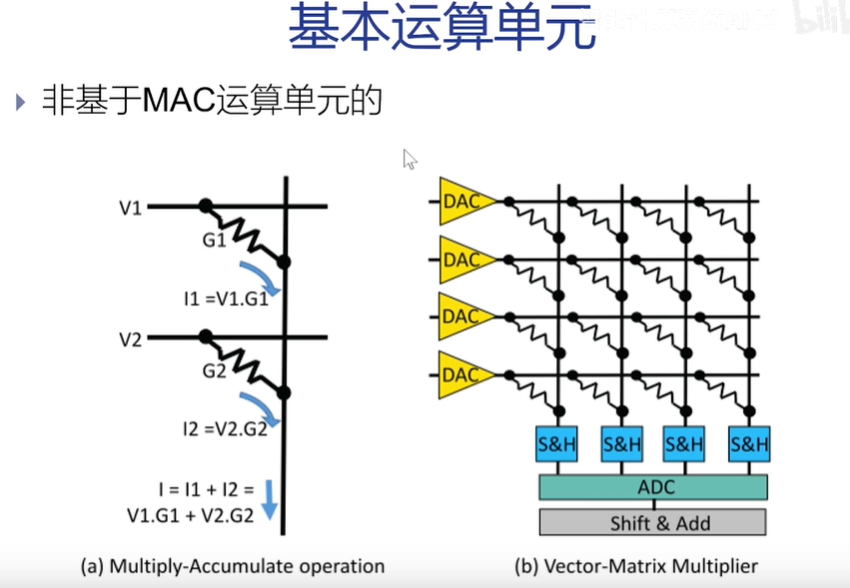 基本运算单元
非基于MAC运算单元的
V1
G1
I1 =V1.G1
V2
G2
I2 =V2.G2
I = I1 + I2 =
V1.G1 + V2.G2
(a) Multiply-Accumulate operation
DAC
DAC
DAC
DAC
S&H S&H S&H S&H
ADC
Shift & Add
(b) Vector-Matrix Multiplier